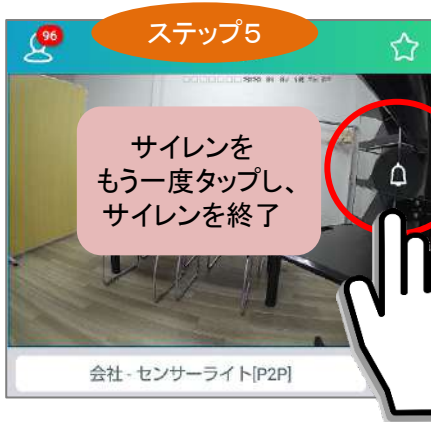 ステップ5
96
サイレンを
もう一度タップし、
サイレンを終了
会社 - センサーライト[P2P]